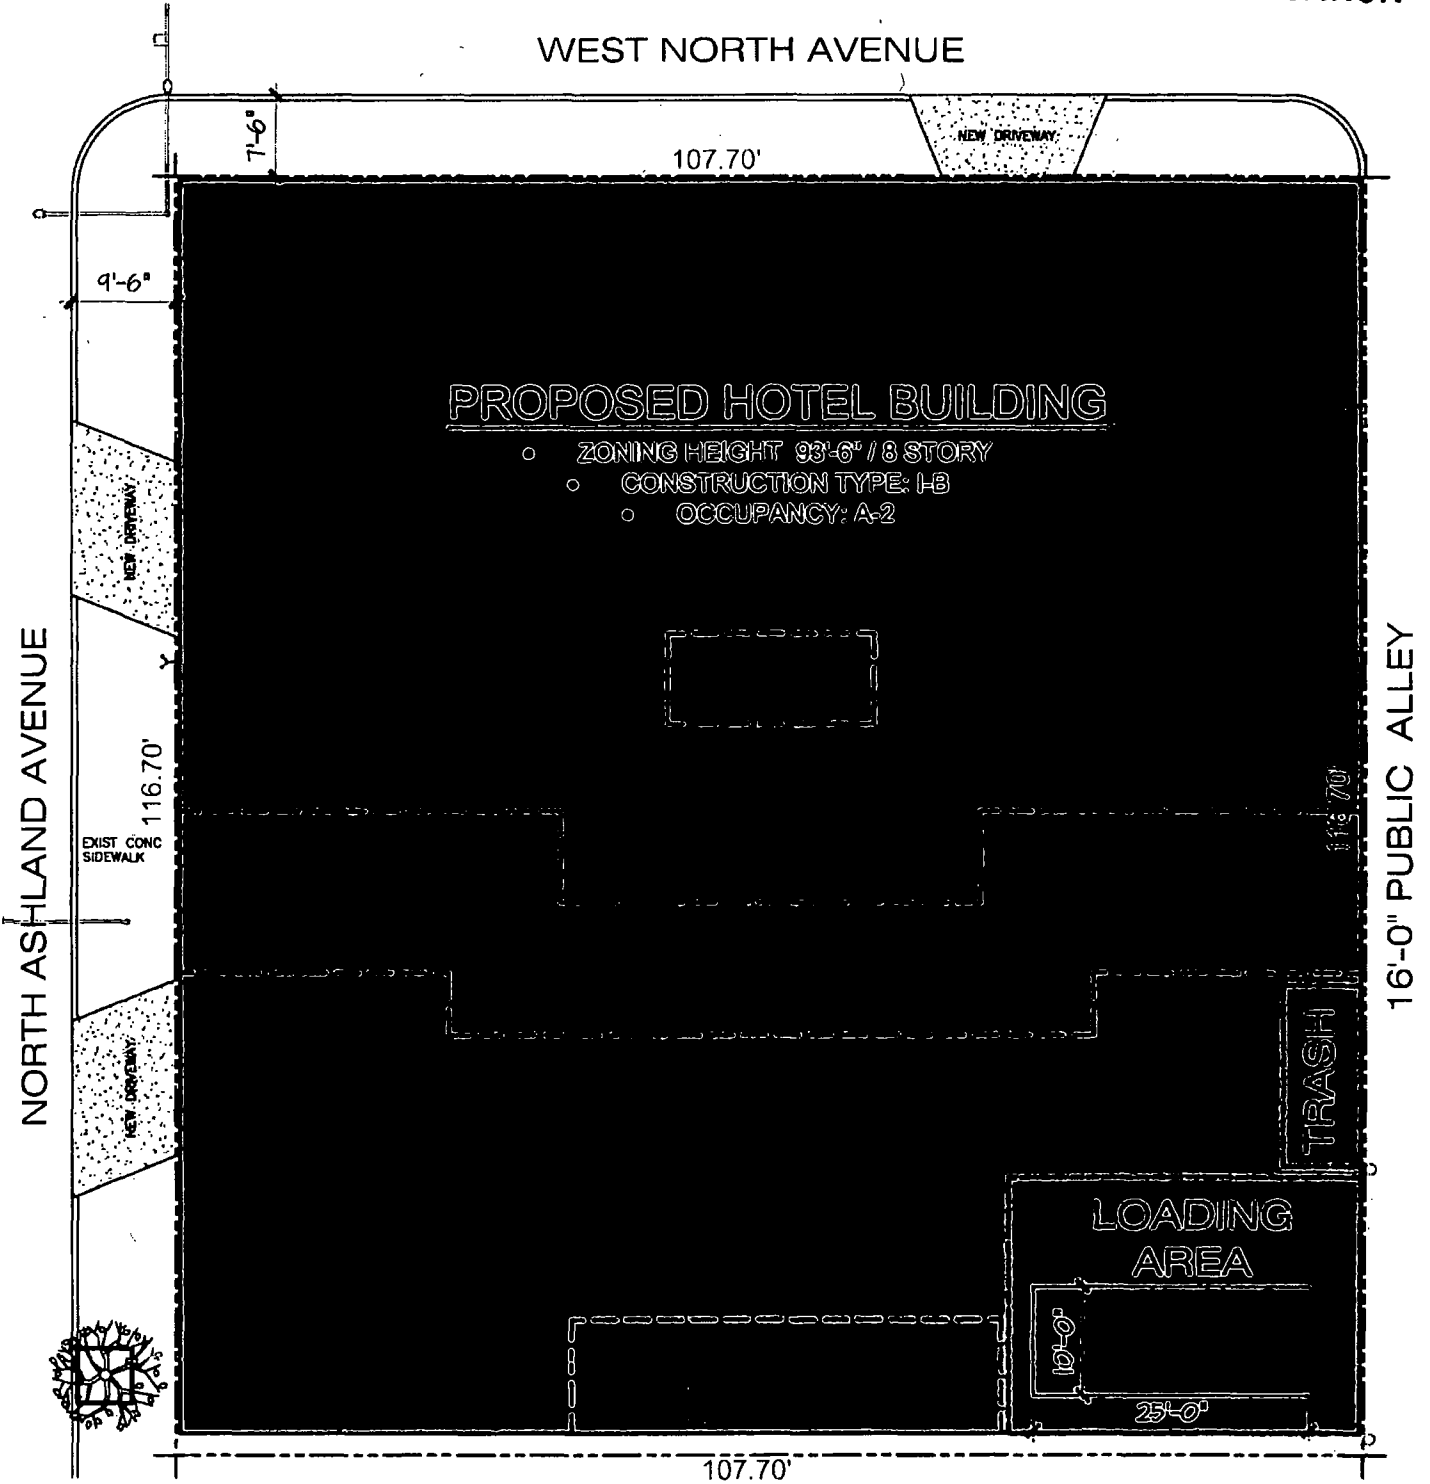 WEST NORTH AVENUE
7'-6"
NEW DRIVEWAY
107.70'
9'-6"
PROPOSED HOTEL BUILDING
ZONING HEIGHT 93'-6" / 8 STORY
CONSTRUCTION TYPE: I-B
OCCUPANCY: A-2
NEW DRIVEWAY
NORTH ASHLAND AVENUE
116.70'
EXIST CONC
SIDEWALK
16'-0" PUBLIC ALLEY
NEW DRIVEWAY
TRASH
LOADING
AREA
10'-0"
25'-0"
107.70'